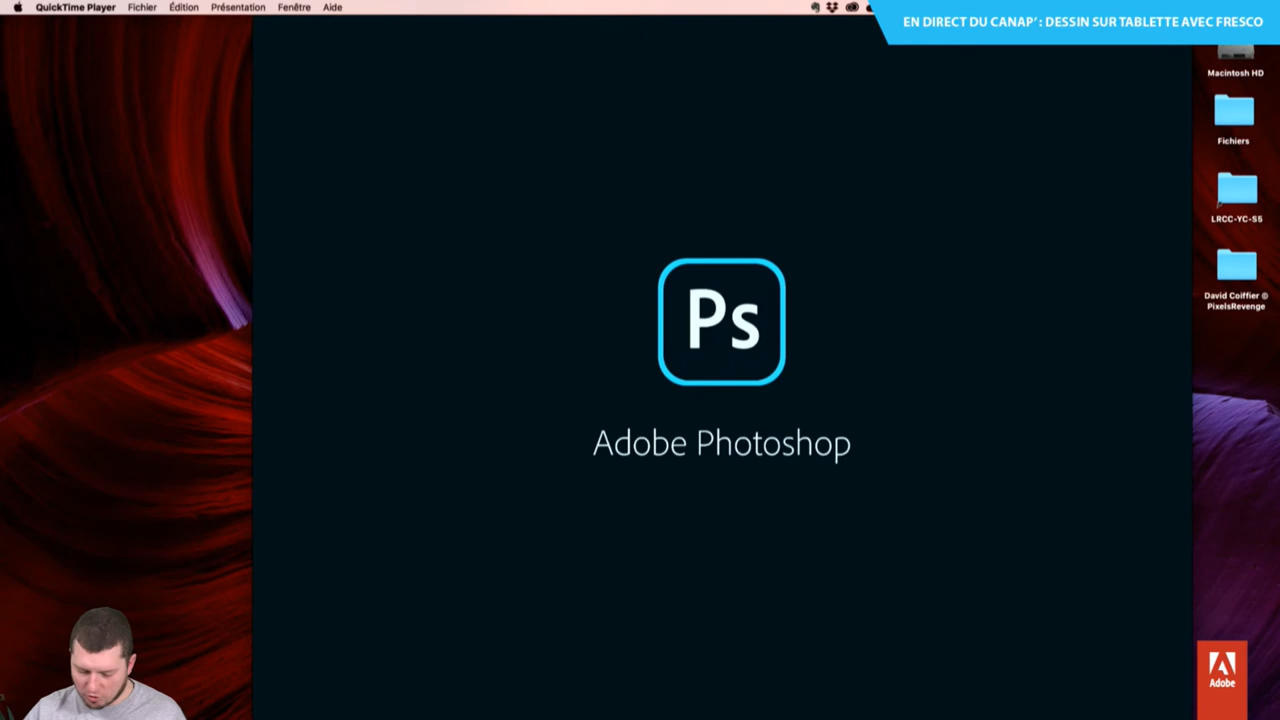 QuickTime Player Fichier Édition Présentation Fenêtre Aide
EN DIRECT DU CANAP' : DESSIN SUR TABLETTE AVEC FRESCO
Macintosh HD
Fichiers
LRCC-YC-S5
David Coiffier ©
PixelsRevenge
Ps
Adobe Photoshop
Adobe